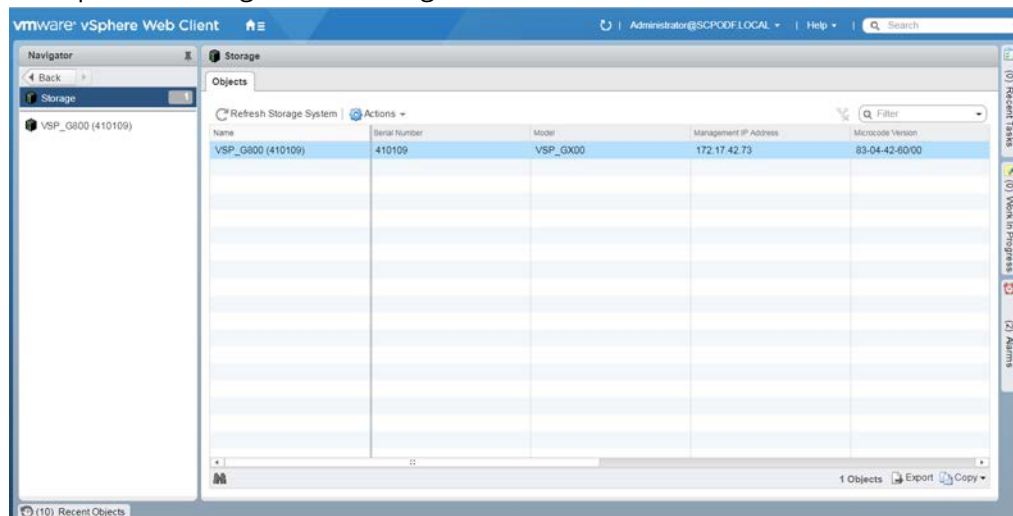 vmware® vSphere Web Client
Administrator@SCPODF.LOCAL
Help
Search
Navigator
Back
Storage 1
VSP_G800 (410109)
Storage
Objects
Refresh Storage System Actions
Filter
Name Serial Number Model Management IP Address Microcode Version
VSP_G800 (410109) 410109 VSP_GX00 172.17.42.73 83-04-42-60/00
1 Objects Export Copy
(0) Recent Tasks
(0) Work In Progress
(2) Alarms
(10) Recent Objects